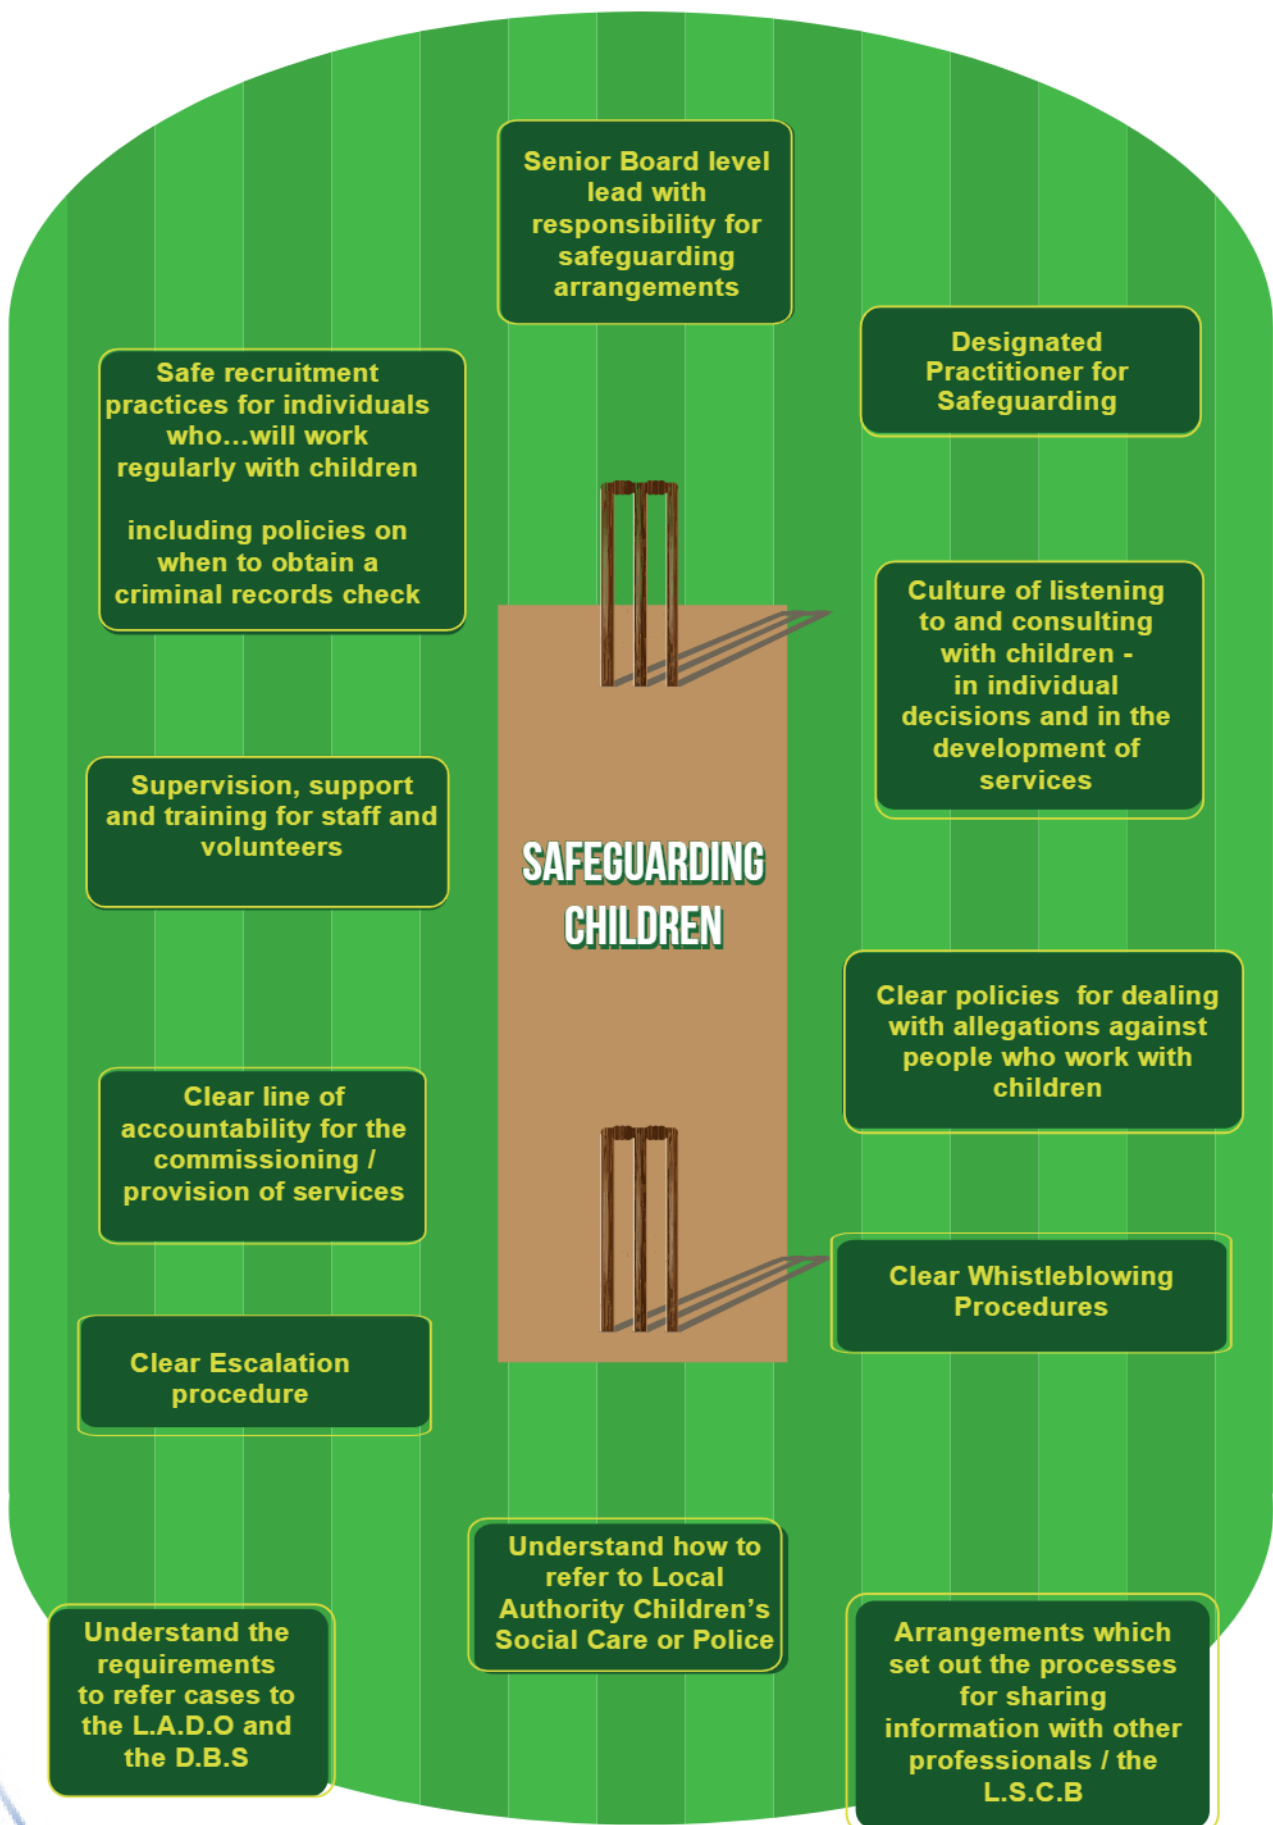 Senior Board level
lead with
responsibility for
safeguarding
arrangements
Designated
Practitioner for
Safeguarding
Safe recruitment
practices for individuals
who...will work
regularly with children
including policies on
when to obtain a
criminal records check
Culture of listening
to and consulting
with children -
in individual
decisions and in the
development of
services
Supervision, support
and training for staff and
volunteers
SAFEGUARDING
CHILDREN
Clear policies for dealing
with allegations against
people who work with
children
Clear line of
accountability for the
commissioning /
provision of services
Clear Whistleblowing
Procedures
Clear Escalation
procedure
Understand how to
refer to Local
Authority Children’s
Social Care or Police
Understand the
requirements
to refer cases to
the L.A.D.O and
the D.B.S
Arrangements which
set out the processes
for sharing
information with other
professionals / the
L.S.C.B